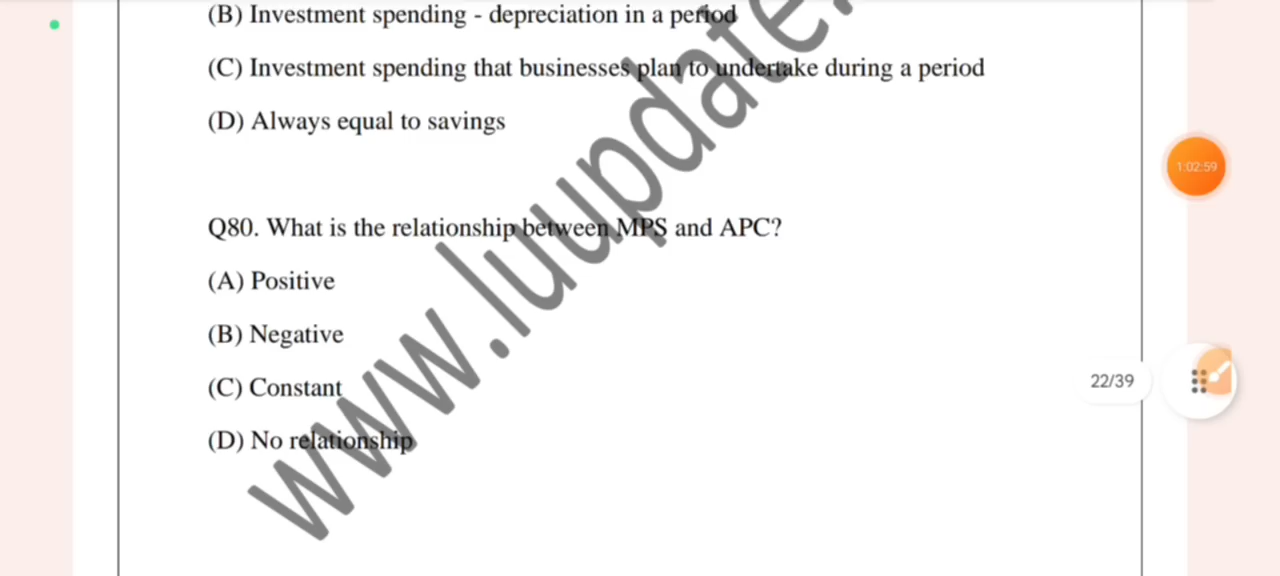 (B) Investment spending - depreciation in a period
(C) Investment spending that businesses plan to undertake during a period
(D) Always equal to savings
1:02:59
Q80. What is the relationship between MPS and APC?
(A) Positive
(B) Negative
22/39
(C) Constant
(D) No relationship
www.luupdate.